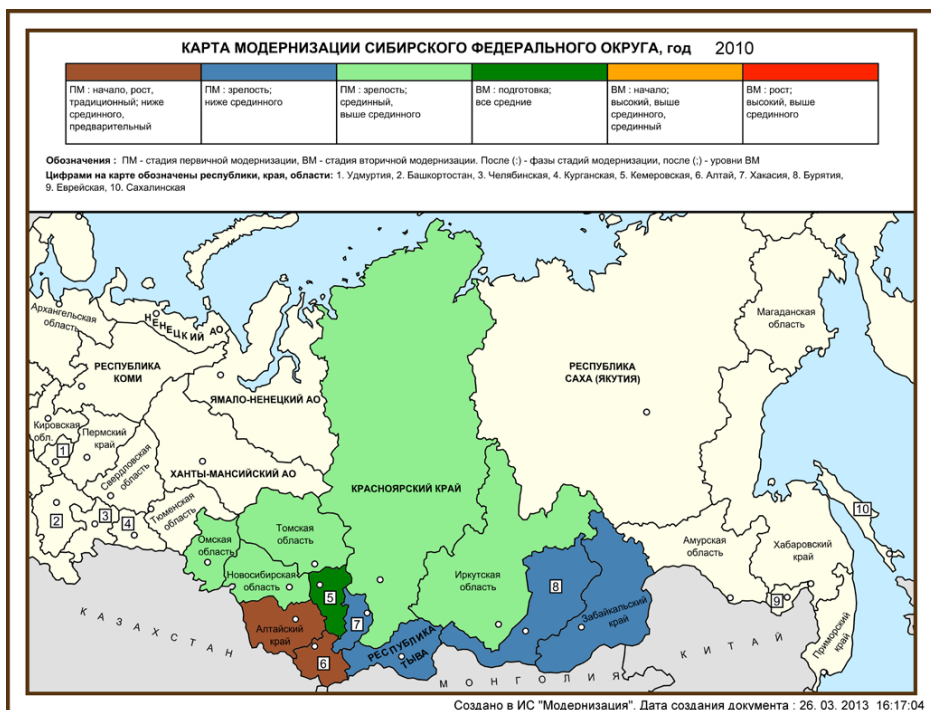 КАРТА МОДЕРНИЗАЦИИ СИБИРСКОГО ФЕДЕРАЛЬНОГО ОКРУГА, год 2010
ПМ : начало, рост,
традиционный; ниже
срединного,
предварительный
ПМ : зрелость;
ниже срединного
ПМ : зрелость;
срединный,
выше срединного
ВМ : подготовка;
все средние
ВМ : начало;
высокий, выше
срединного,
срединный
ВМ : рост;
высокий, выше
срединного
Обозначения : ПМ - стадия первичной модернизации, ВМ - стадия вторичной модернизации. После (:) - фазы стадий модернизации, после (;) - уровни ВМ
Цифрами на карте обозначены республики, края, области: 1. Удмуртия, 2. Башкортостан, 3. Челябинская, 4. Курганская, 5. Кемеровская, 6. Алтай, 7. Хакасия, 8. Бурятия,
9. Еврейская, 10. Сахалинская
Архангельская
область
НЕНЕЦКИЙ АО
Магаданская
область
РЕСПУБЛИКА
КОМИ
РЕСПУБЛИКА
САХА (ЯКУТИЯ)
ЯМАЛО-НЕНЕЦКИЙ АО
Кировская
обл.
Пермский
край
1
Свердловская
область
ХАНТЫ-МАНСИЙСКИЙ АО
КРАСНОЯРСКИЙ КРАЙ
Тюменская
область
2
3
4
10
Омская
область
Томская
область
Амурская
область
Хабаровский
край
Новосибирская
область
Иркутская
область
5
8
9
7
Забайкальский
край
Алтайский
край
6
РЕСПУБЛИКА
ТЫВА
Приморский
край
КАЗАХСТАН
МОНГОЛИЯ
КИТАЙ
Создано в ИС "Модернизация". Дата создания документа : 26. 03. 2013 16:17:04